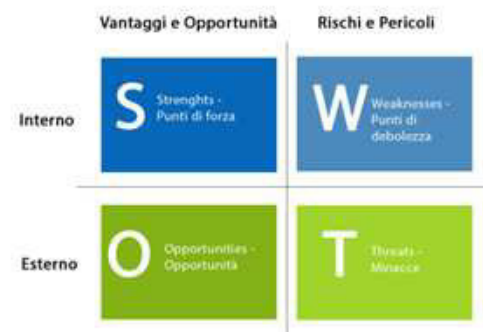 Vantaggi e Opportunità
Rischi e Pericoli
Interno
S
Strenghts -
Punti di forza
W
Weaknesses -
Punti di
debolezza
Esterno
O
Opportunities -
Opportunità
T
Threats -
Minacce